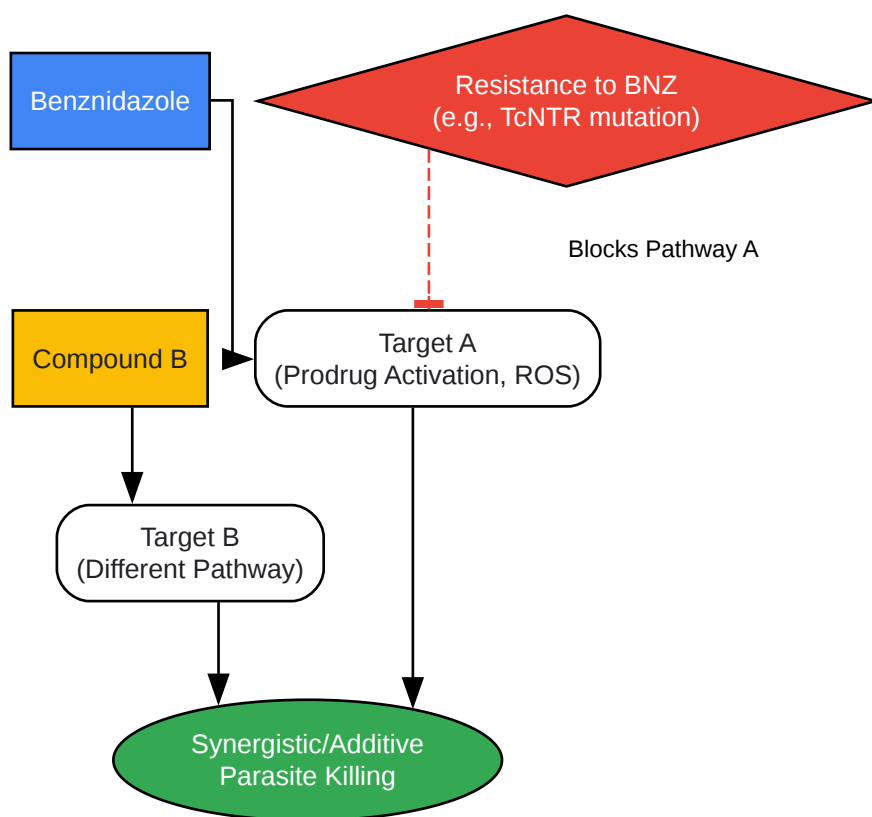 Benznidazole
Resistance to BNZ
(e.g., TcNTR mutation)
Blocks Pathway A
Compound B
Target A
(Prodrug Activation, ROS)
Target B
(Different Pathway)
Synergistic/Additive
Parasite Killing